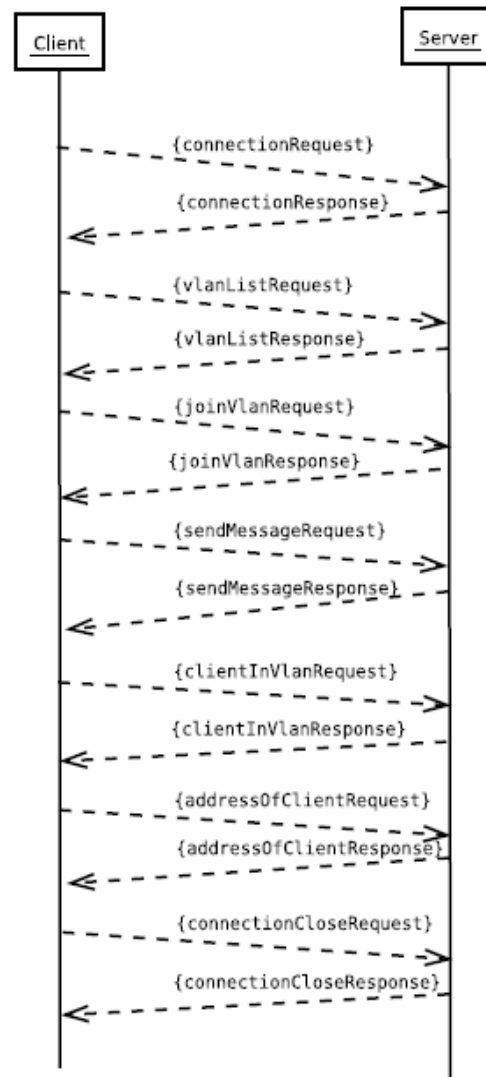 Client
Server
{connectionRequest}
{connectionResponse}
{vlanListRequest}
{vlanListResponse}
{joinVlanRequest}
{joinVlanResponse}
{sendMessageRequest}
{sendMessageResponse}
{clientInVlanRequest}
{clientInVlanResponse}
{addressOfClientRequest}
{addressOfClientResponse}
{connectionCloseRequest}
{connectionCloseResponse}